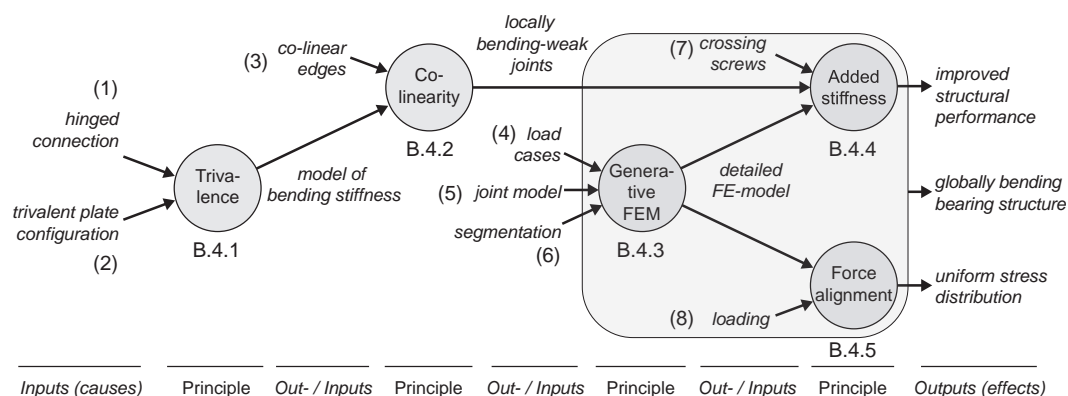 (1)
hinged
connection
trivalent plate
configuration
(2)
Triva-
lence
B.4.1
model of
bending stiffness
(3)
co-linear
edges
Co-
linearity
B.4.2
locally
bending-weak
joints
(4)
load
cases
(5)
joint model
segmentation
(6)
Genera-
tive
FEM
B.4.3
detailed
FE-model
(7)
crossing
screws
Added
stiffness
B.4.4
(8)
loading
Force
alignment
B.4.5
improved
structural
performance
globally bending
bearing structure
uniform stress
distribution
Inputs (causes) Principle Out- / Inputs Principle Out- / Inputs Principle Out- / Inputs Principle Outputs (effects)